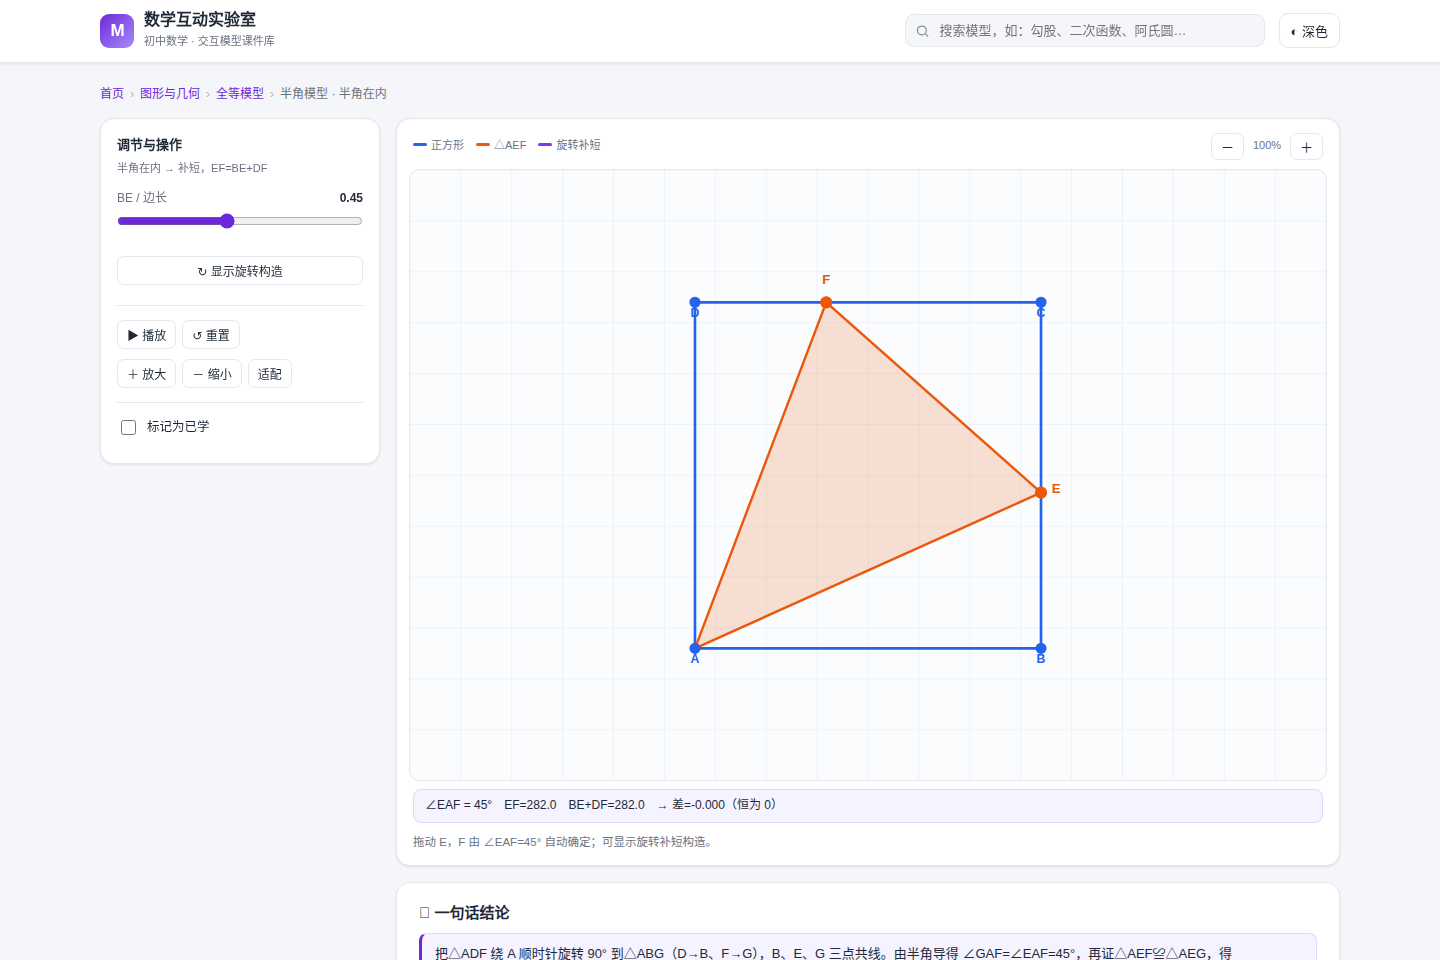 M
数学互动实验室
初中数学 · 交互模型课件库
搜索模型，如：勾股、二次函数、阿氏圆…
深色
首页 › 图形与几何 › 全等模型 › 半角模型 · 半角在内
调节与操作
半角在内 → 补短，EF=BE+DF
BE / 边长 0.45
↻ 显示旋转构造
▶ 播放 ↺ 重置
＋ 放大 － 缩小 适配
标记为已学
正方形 △AEF 旋转补短
－ 100% ＋
F
D C
E
A B
∠EAF = 45° EF=282.0 BE+DF=282.0 → 差=-0.000（恒为 0）
拖动 E，F 由 ∠EAF=45° 自动确定；可显示旋转补短构造。
一句话结论
把△ADF 绕 A 顺时针旋转 90° 到△ABG（D→B、F→G），B、E、G 三点共线。由半角导得 ∠GAF=∠EAF=45°，再证△AEF≌△AEG，得